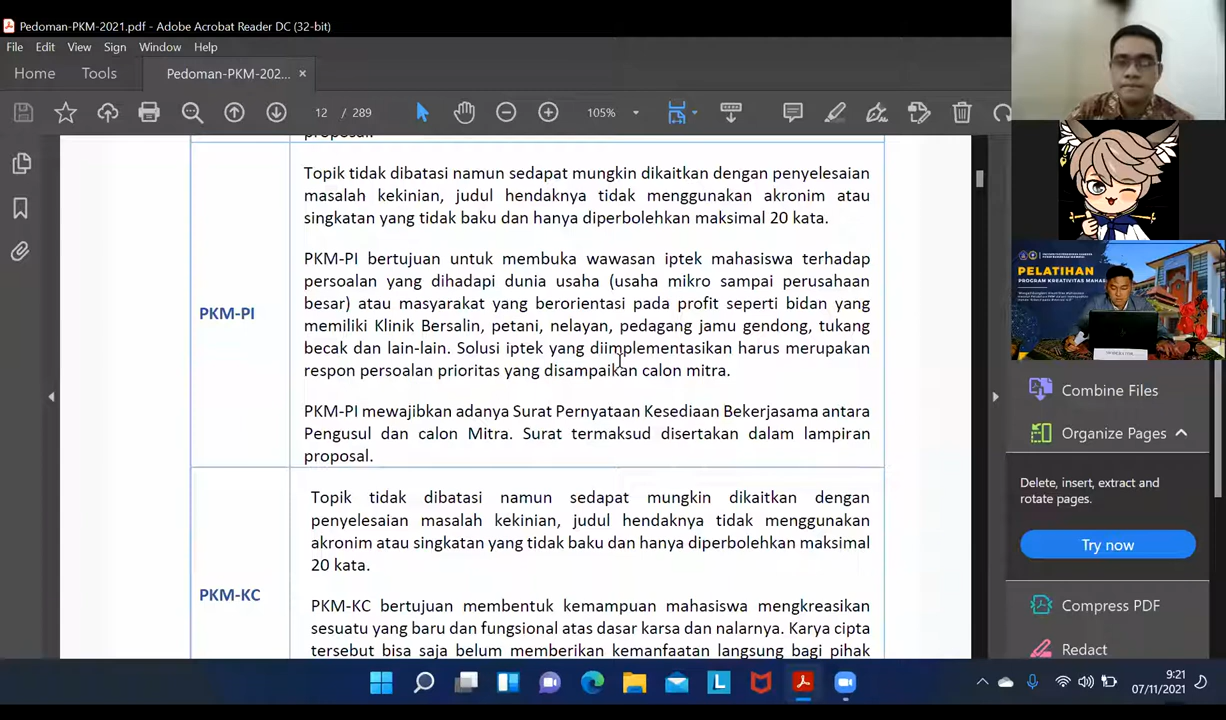 Pedoman-PKM-2021.pdf - Adobe Acrobat Reader DC (32-bit)
File Edit View Sign Window Help
Home Tools Pedoman-PKM-202... ×
12 / 289 105%
proposal.
Topik tidak dibatasi namun sedapat mungkin dikaitkan dengan penyelesaian
masalah kekinian, judul hendaknya tidak menggunakan akronim atau
singkatan yang tidak baku dan hanya diperbolehkan maksimal 20 kata.
PKM-PI bertujuan untuk membuka wawasan iptek mahasiswa terhadap
persoalan yang dihadapi dunia usaha (usaha mikro sampai perusahaan
besar) atau masyarakat yang berorientasi pada profit seperti bidan yang
PKM-PI
memiliki Klinik Bersalin, petani, nelayan, pedagang jamu gendong, tukang
becak dan lain-lain. Solusi iptek yang diimplementasikan harus merupakan
respon persoalan prioritas yang disampaikan calon mitra.
PKM-PI mewajibkan adanya Surat Pernyataan Kesediaan Bekerjasama antara
Pengusul dan calon Mitra. Surat termaksud disertakan dalam lampiran
proposal.
Topik tidak dibatasi namun sedapat mungkin dikaitkan dengan
penyelesaian masalah kekinian, judul hendaknya tidak menggunakan
akronim atau singkatan yang tidak baku dan hanya diperbolehkan maksimal
20 kata.
PKM-KC
PKM-KC bertujuan membentuk kemampuan mahasiswa mengkreasikan
sesuatu yang baru dan fungsional atas dasar karsa dan nalarnya. Karya cipta
tersebut bisa saja belum memberikan kemanfaatan langsung bagi pihak
PELATIHAN
PROGRAM KREATIVITAS MAHAS
Combine Files
Organize Pages
Delete, insert, extract and
rotate pages.
Try now
Compress PDF
Redact
9:21
07/11/2021